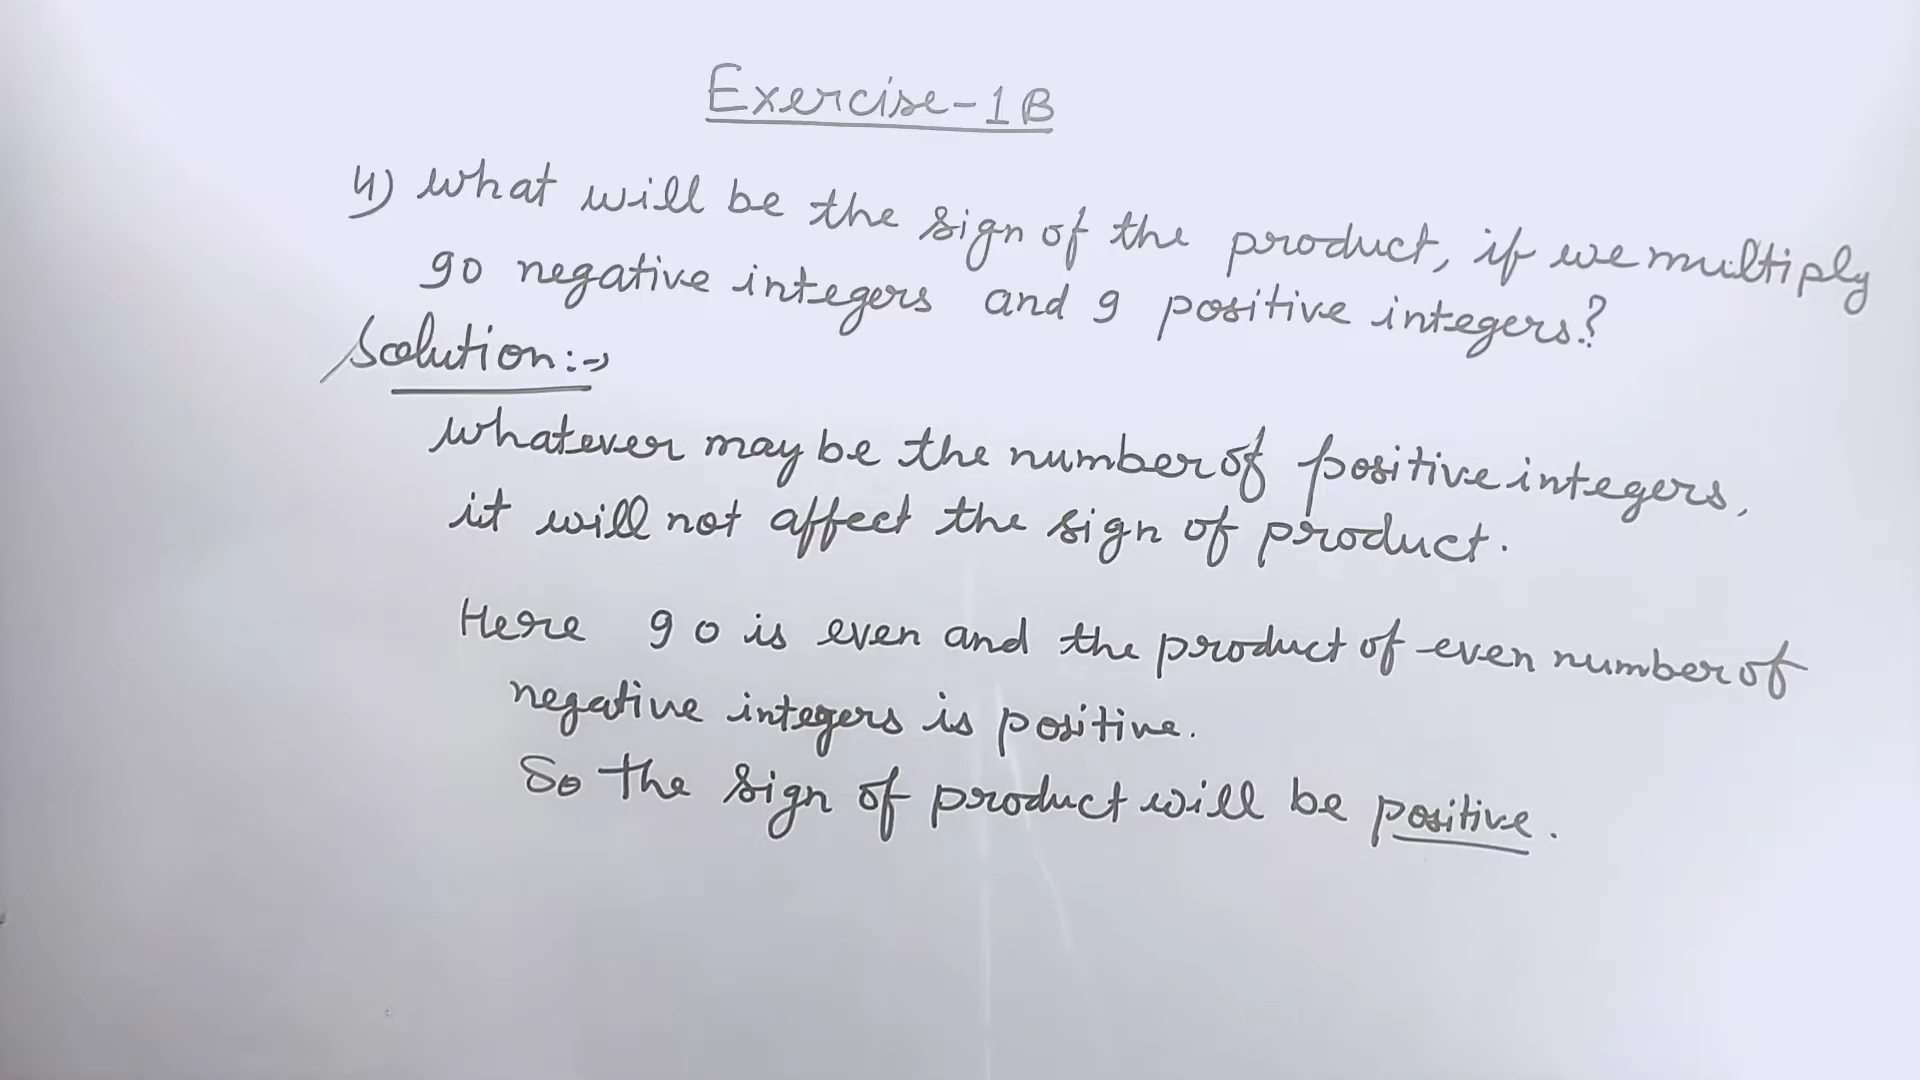 Exercise-1B
4) what will be the sign of the product, if we multiply
90 negative integers and 9 positive integers?
Solution:->
Whatever may be the number of positive integers,
it will not affect the sign of product.
Here 90 is even and the product of even number of
negative integers is positive.
So the sign of product will be positive.